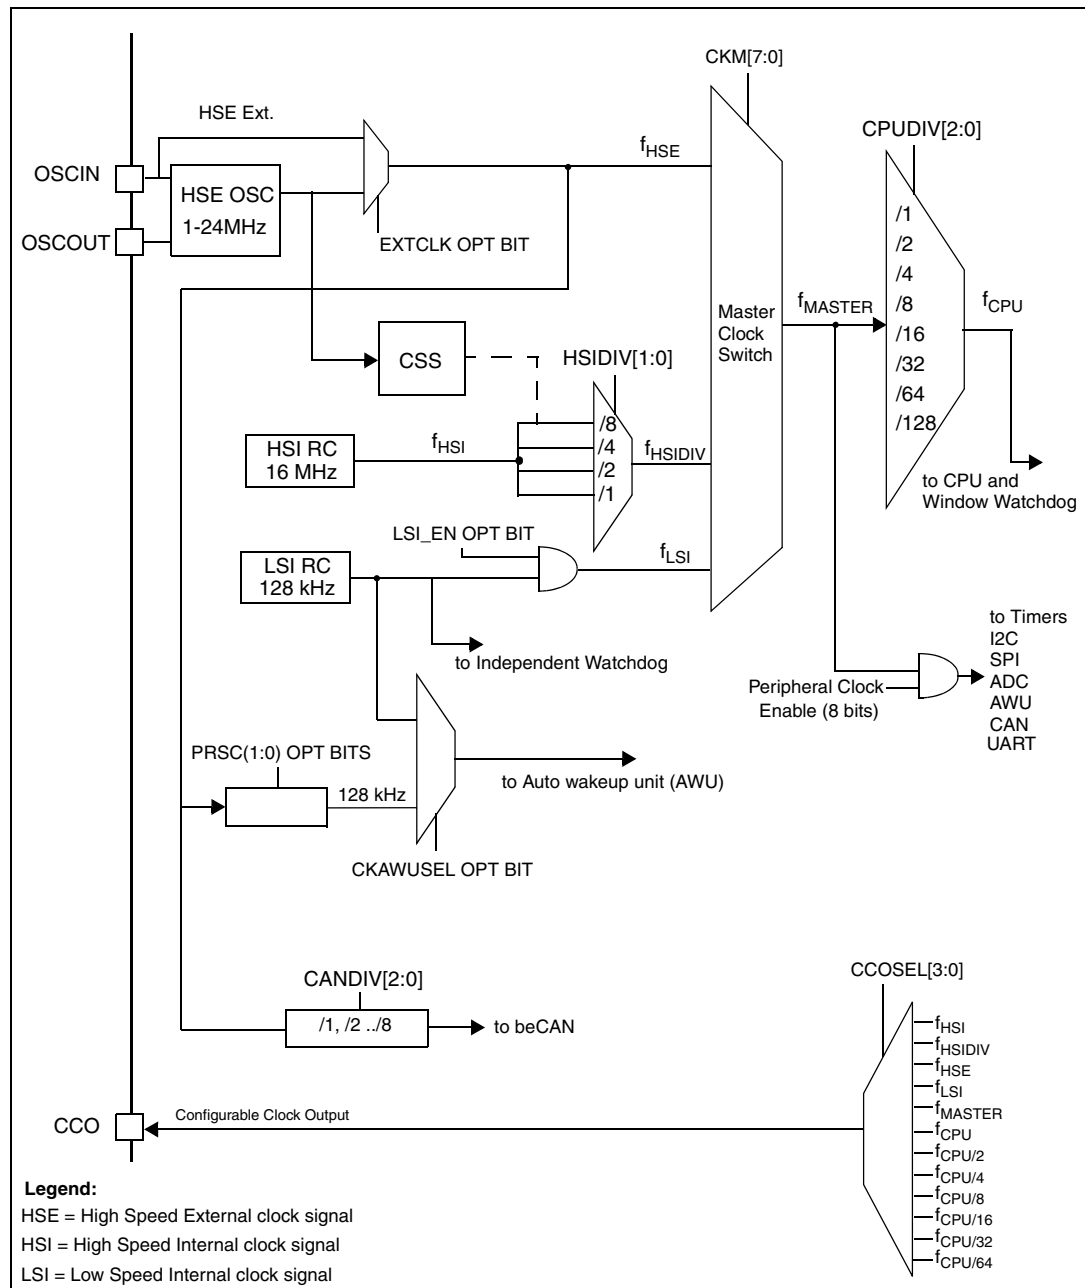 CKM[7:0]
HSE Ext.
CPUDIV[2:0]
fHSE
OSCIN
HSE OSC
1-24MHz
OSCOUT
EXTCLK OPT BIT
/1
/2
/4
/8
/16
/32
/64
/128
fMASTER
fCPU
Master
Clock
Switch
CSS
HSIDIV[1:0]
/8
/4
/2
/1
HSI RC
16 MHz
fHSI
fHSIDIV
to CPU and
Window Watchdog
LSI_EN OPT BIT
LSI RC
128 kHz
fLSI
to Independent Watchdog
to Timers
I2C
SPI
ADC
AWU
CAN
UART
Peripheral Clock
Enable (8 bits)
PRSC(1:0) OPT BITS
128 kHz
to Auto wakeup unit (AWU)
CKAWUSEL OPT BIT
CANDIV[2:0]
/1, /2 ../8
to beCAN
CCOSEL[3:0]
fHSI
fHSIDIV
fHSE
fLSI
fMASTER
fCPU
fCPU/2
fCPU/4
fCPU/8
fCPU/16
fCPU/32
fCPU/64
CCO
Configurable Clock Output
Legend:
HSE = High Speed External clock signal
HSI = High Speed Internal clock signal
LSI = Low Speed Internal clock signal